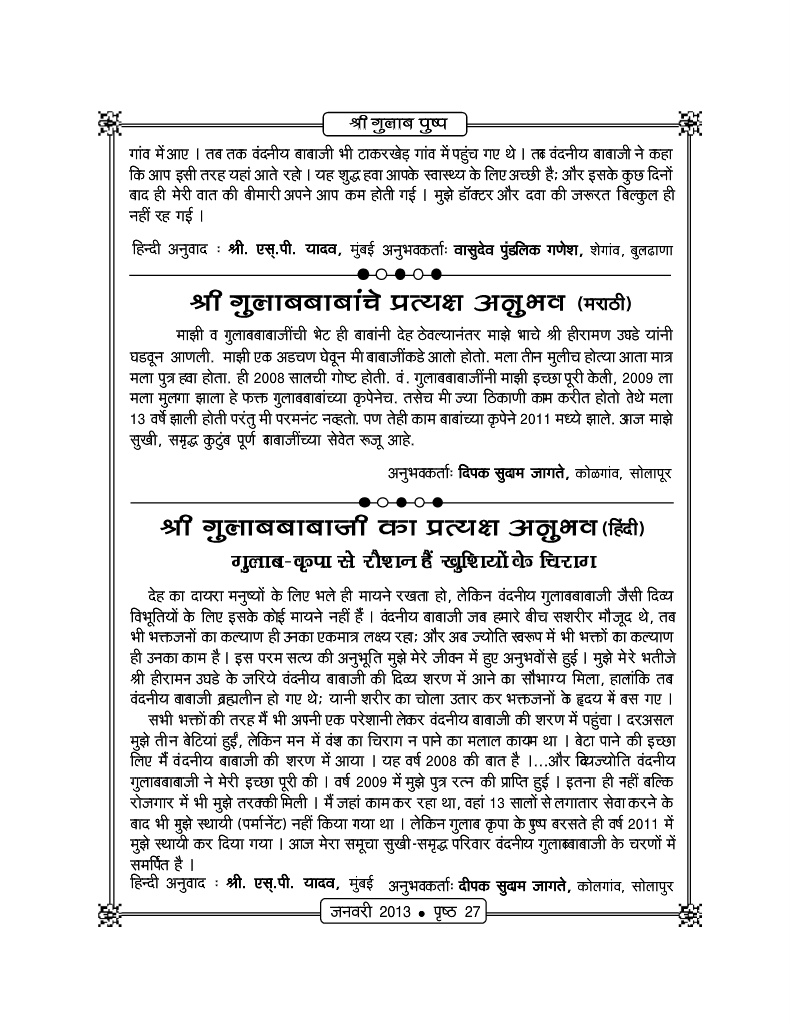 श्री गुलाब पुष्प
गांव में आए । तब तक वंदनीय बाबाजी भी टाकरखेड़ गांव में पहुंच गए थे । तब वंदनीय बाबाजी ने कहा
कि आप इसी तरह यहां आते रहो । यह शुद्ध हवा आपके स्वास्थ्य के लिए अच्छी है; और इसके कुछ दिनों
बाद ही मेरी वात की बीमारी अपने आप कम होती गई । मुझे डॉक्टर और दवा की जरूरत बिल्कुल ही
नहीं रह गई ।
हिन्दी अनुवाद : श्री. एस्.पी. यादव, मुंबई अनुभवकर्ताः वासुदेव पुंडलिक गणेश, शेगांव, बुलढाणा
श्री गुलाबबाबांचे प्रत्यक्ष अनुभव (मराठी)
माझी व गुलाबबाबाजींची भेट ही बाबांनी देह ठेवल्यानंतर माझे भाचे श्री हीरामण उघडे यांनी
घडवून आणली. माझी एक अडचण घेवून मी बाबाजींकडे आलो होतो. मला तीन मुलीच होत्या आता मात्र
मला पुत्र हवा होता. ही 2008 सालची गोष्ट होती. वं. गुलाबबाबाजींनी माझी इच्छा पूरी केली, 2009 ला
मला मुलगा झाला हे फक्त गुलाबबाबांच्या कृपेनेच. तसेच मी ज्या ठिकाणी काम करीत होतो तेथे मला
13 वर्षे झाली होती परंतु मी परमनंट नव्हतो. पण तेही काम बाबांच्या कृपेने 2011 मध्ये झाले. आज माझे
सुखी, समृद्ध कुटुंब पूर्ण बाबाजींच्या सेवेत रूजू आहे.
अनुभवकर्ताः दिपक सुदाम जागते, कोळगांव, सोलापूर
श्री गुलाबबाबाजी का प्रत्यक्ष अनुभव (हिंदी)
गुलाब-कृपा से रौशन हैं खुशियों के चिराग
देह का दायरा मनुष्यों के लिए भले ही मायने रखता हो, लेकिन वंदनीय गुलाबबाबाजी जैसी दिव्य
विभूतियों के लिए इसके कोई मायने नहीं हैं । वंदनीय बाबाजी जब हमारे बीच सशरीर मौजूद थे, तब
भी भक्तजनों का कल्याण ही उनका एकमात्र लक्ष्य रहा; और अब ज्योति स्वरूप में भी भक्तों का कल्याण
ही उनका काम है । इस परम सत्य की अनुभूति मुझे मेरे जीवन में हुए अनुभवों से हुई । मुझे मेरे भतीजे
श्री हीरामन उघडे के जरिये वंदनीय बाबाजी की दिव्य शरण में आने का सौभाग्य मिला, हालांकि तब
वंदनीय बाबाजी ब्रह्मलीन हो गए थे; यानी शरीर का चोला उतार कर भक्तजनों के हृदय में बस गए ।
सभी भक्तों की तरह मैं भी अपनी एक परेशानी लेकर वंदनीय बाबाजी की शरण में पहुंचा । दरअसल
मुझे तीन बेटियां हुईं, लेकिन मन में वंश का चिराग न पाने का मलाल कायम था । बेटा पाने की इच्छा
लिए मैं वंदनीय बाबाजी की शरण में आया । यह वर्ष 2008 की बात है ।...और दिव्यज्योति वंदनीय
गुलाबबाबाजी ने मेरी इच्छा पूरी की । वर्ष 2009 में मुझे पुत्र रत्न की प्राप्ति हुई । इतना ही नहीं बल्कि
रोजगार में भी मुझे तरक्की मिली । मैं जहां काम कर रहा था, वहां 13 सालों से लगातार सेवा करने के
बाद भी मुझे स्थायी (पर्मानेंट) नहीं किया गया था । लेकिन गुलाब कृपा के पुष्प बरसते ही वर्ष 2011 में
मुझे स्थायी कर दिया गया । आज मेरा समूचा सुखी-समृद्ध परिवार वंदनीय गुलाबबाबाजी के चरणों में
समर्पित है ।
हिन्दी अनुवाद : श्री. एस्.पी. यादव, मुंबई अनुभवकर्ताः दीपक सुदाम जागते, कोलगांव, सोलापुर
जनवरी 2013 ● पृष्ठ 27